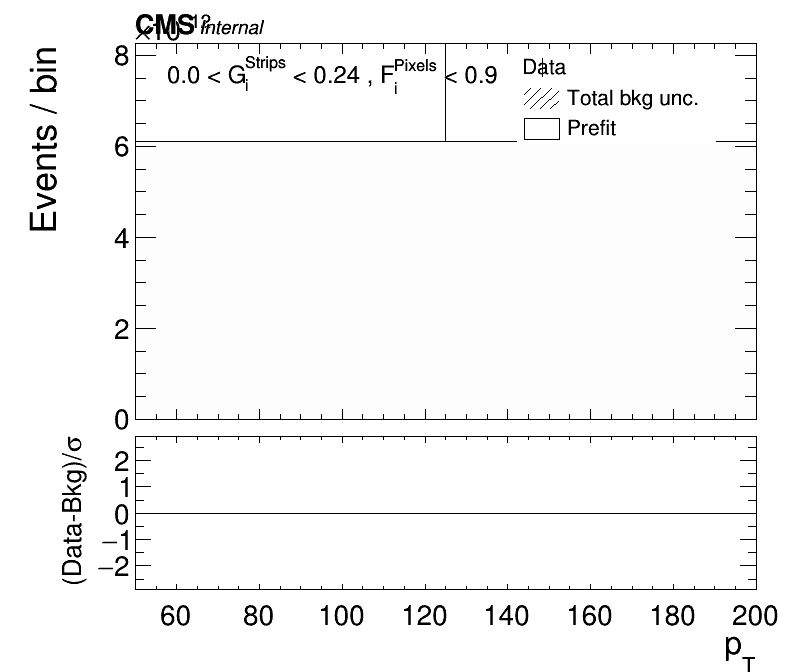 CMS Internal
×10¹²
0.0 < G_i^Strips < 0.24 , F_i^Pixels < 0.9
Data
Total bkg unc.
Prefit
Events / bin
8
6
4
2
0
(Data-Bkg)/σ
2
1
0
−1
−2
60 80 100 120 140 160 180 200
p_T